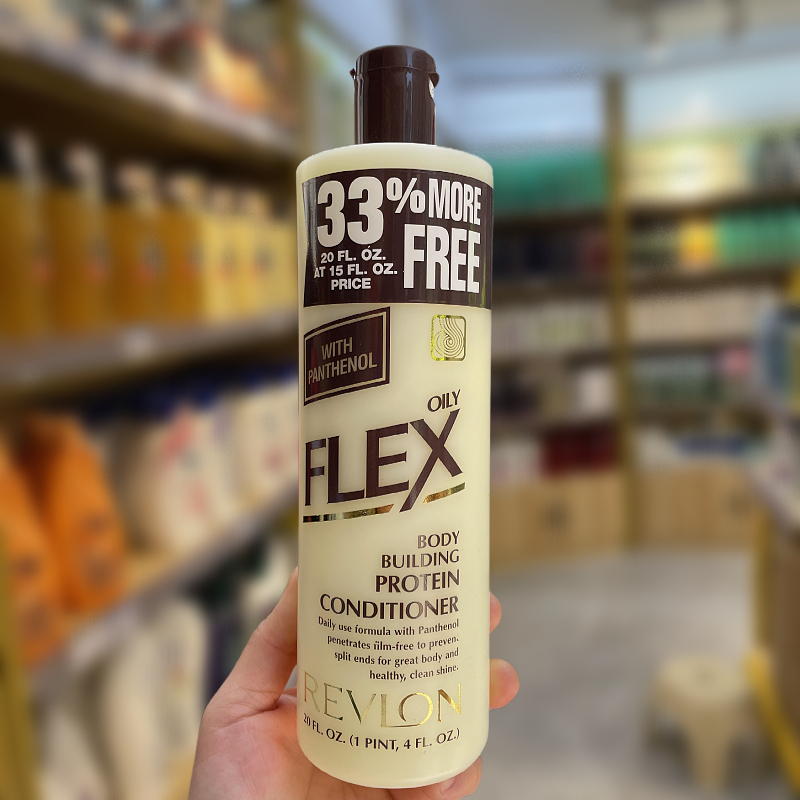 33% MORE
FREE
20 FL. OZ.
AT 15 FL. OZ.
PRICE
WITH
PANTHENOL
OILY
FLEX
BODY
BUILDING
PROTEIN
CONDITIONER
Daily use formula with Panthenol
penetrates film-free to prevent
split ends for great body and
healthy, clean shine.
REVLON
20 FL. OZ. (1 PINT, 4 FL. OZ.)